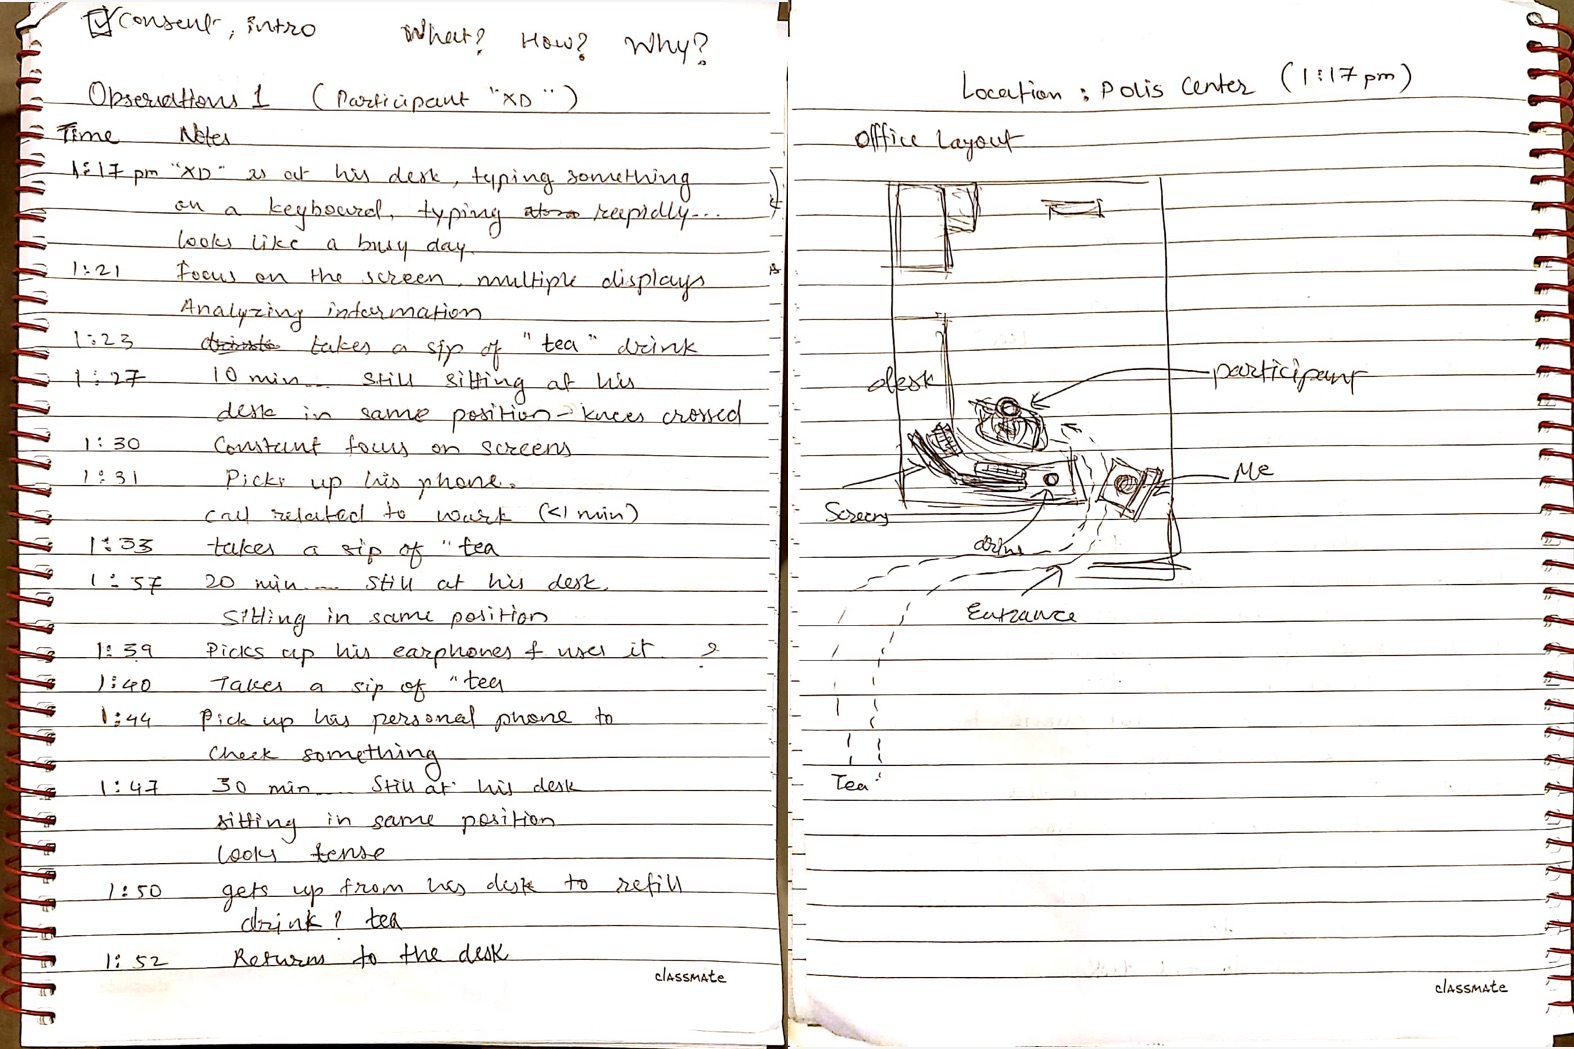 ☑ Consent, intro What? How? Why?
Observations 1 (Participant "XD")
Time Notes
1:17 pm "XD" is at his desk, typing something
on a keyboard, typing rapidly...
looks like a busy day.
1:21 Focus on the screen, multiple displays
Analyzing information
1:23 takes a sip of "tea" drink
1:27 10 min... still sitting at his
desk in same position - knees crossed
1:30 Constant focus on screens
1:31 Picks up his phone.
call related to work (<1 min)
1:33 takes a sip of "tea
1:37 20 min.... Still at his desk,
sitting in same position
1:39 Picks up his earphones & uses it. ?
1:40 Takes a sip of "tea
1:44 Pick up his personal phone to
check something
1:47 30 min.... Still at his desk
sitting in same position
looks tense
1:50 gets up from his desk to refill
drink? tea
1:52 Returns to the desk
classmate
Location : Polis Center (1:17 pm)
Office Layout
desk
participant
Me
Screens
Entrance
Tea
classmate